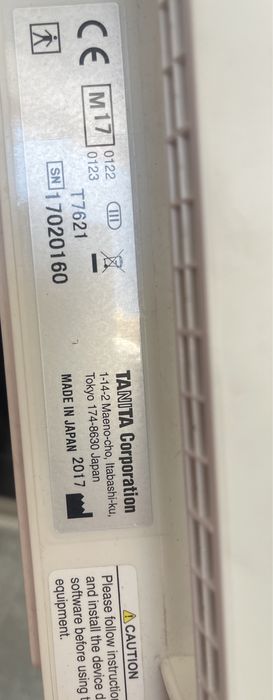 CE M17 0122
0123
T7621
SN 17020160
TANITA Corporation
1-14-2 Maeno-cho, Itabashi-ku,
Tokyo 174-8630 Japan
MADE IN JAPAN 2017
CAUTION
Please follow
and install the device
software before using
equipment.